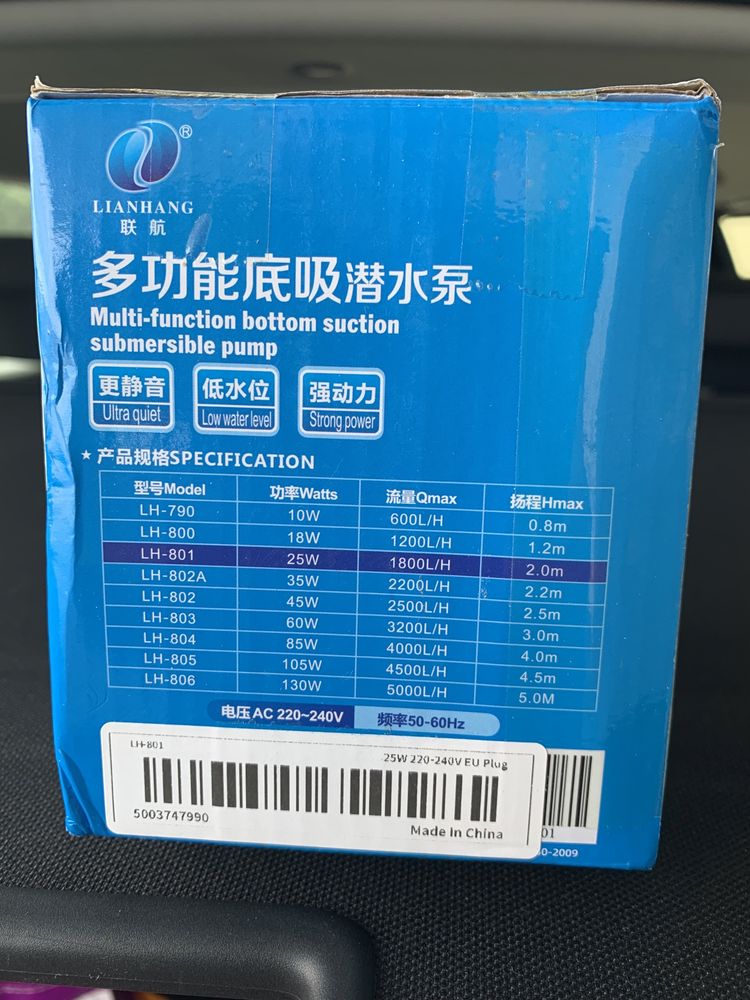 ®
LIANHANG
联航
多功能底吸潜水泵
Multi-function bottom suction
submersible pump
更静音 低水位 强动力
Ultra quiet Low water level Strong power
★ 产品规格SPECIFICATION
型号Model 功率Watts 流量Qmax 扬程Hmax
LH-790 10W 600L/H 0.8m
LH-800 18W 1200L/H 1.2m
LH-801 25W 1800L/H 2.0m
LH-802A 35W 2200L/H 2.2m
LH-802 45W 2500L/H 2.5m
LH-803 60W 3200L/H 3.0m
LH-804 85W 4000L/H 4.0m
LH-805 105W 4500L/H 4.5m
LH-806 130W 5000L/H 5.0M
电压AC 220~240V 频率50-60Hz
LH-801 25W 220-240V EU Plug
5003747990
Made In China
01
0-2009